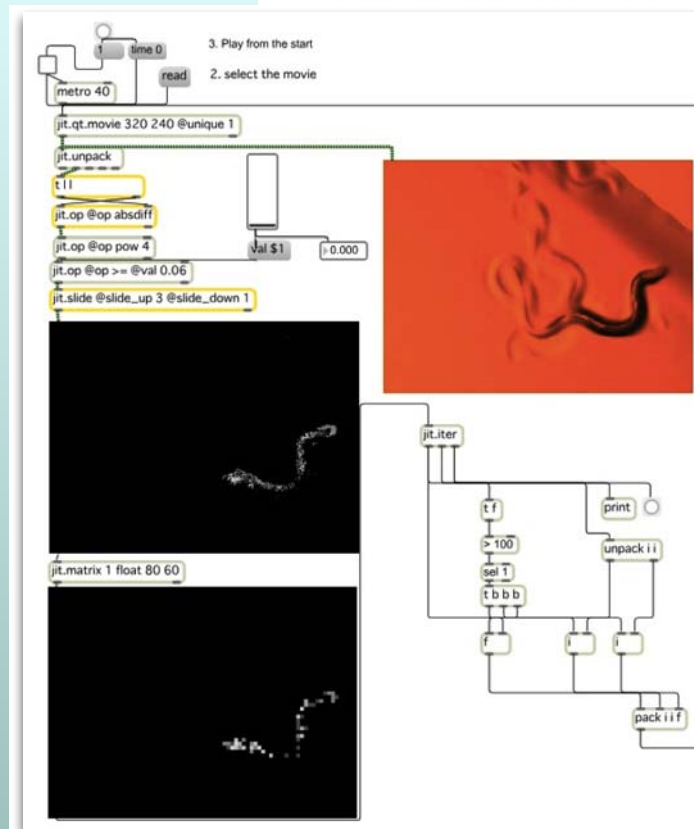 1
time 0
3. Play from the start
read
2. select the movie
metro 40
jit.qt.movie 320 240 @unique 1
jit.unpack
t l l
jit.op @op absdiff
jit.op @op pow 4
val $1
0.000
jit.op @op >= @val 0.06
jit.slide @slide_up 3 @slide_down 1
jit.iter
t f
print
> 100
unpack i i
sel 1
jit.matrix 1 float 80 60
t b b b
f
i
i
pack i i f